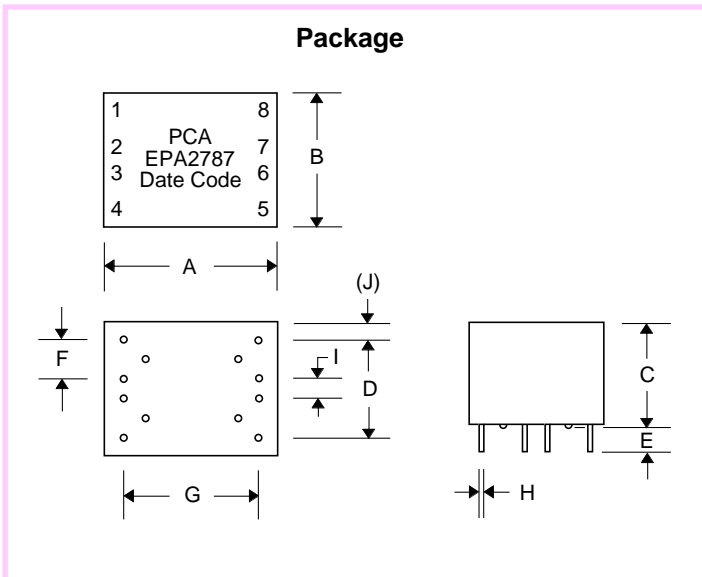 Package
1 8
PCA
2 7
EPA2787
3 6
Date Code
4 5
B
A
(J)
F
I
D
C
E
G
H